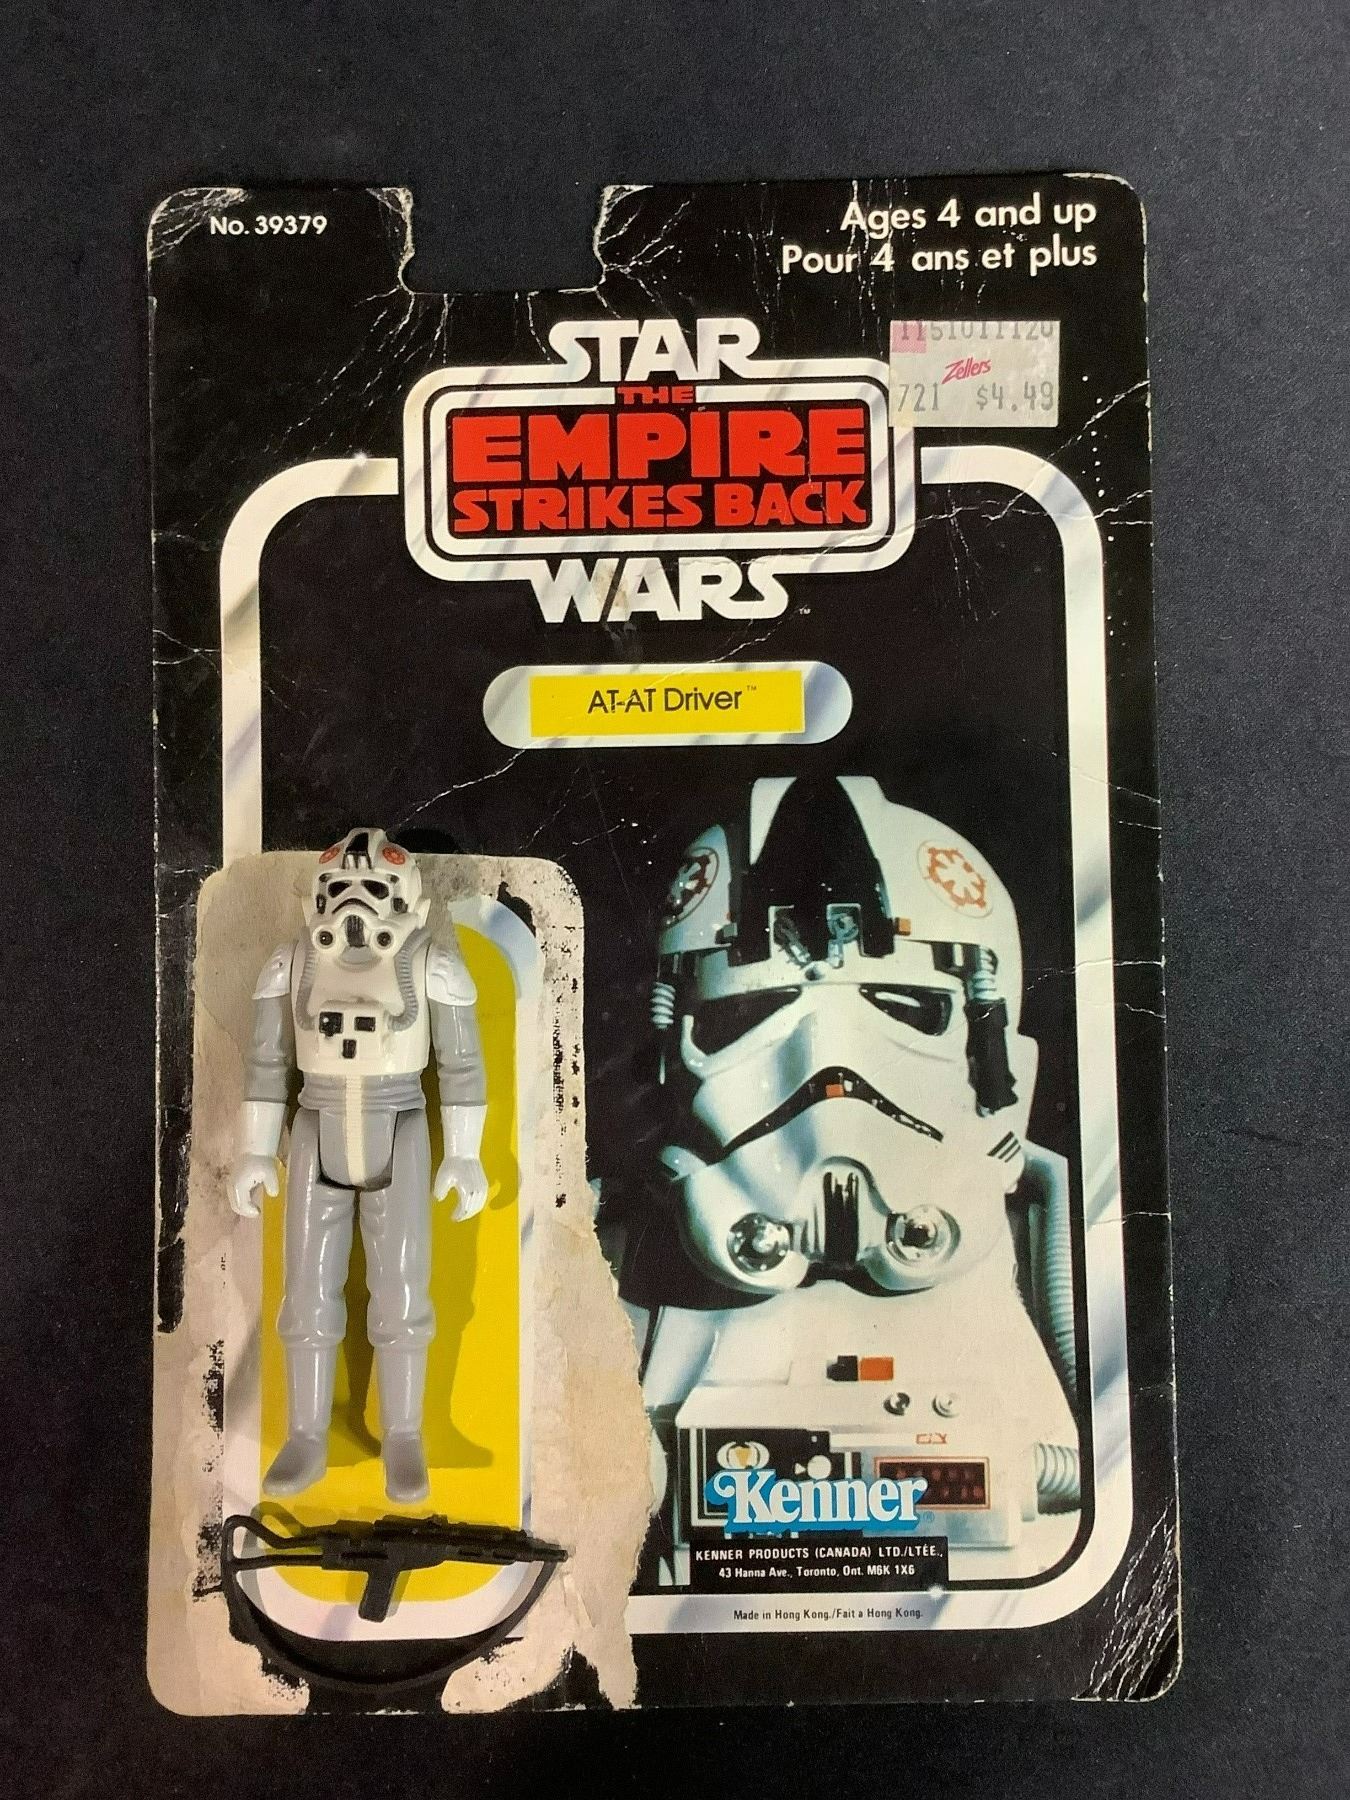 No. 39379
Ages 4 and up
Pour 4 ans et plus
Zellers
721 $4.49
STAR
THE
EMPIRE
STRIKES BACK
WARS™
AT-AT Driver™
Kenner®
KENNER PRODUCTS (CANADA) LTD./LTÉE.,
43 Hanna Ave., Toronto, Ont. M6K 1X6
Made in Hong Kong./Fait a Hong Kong.